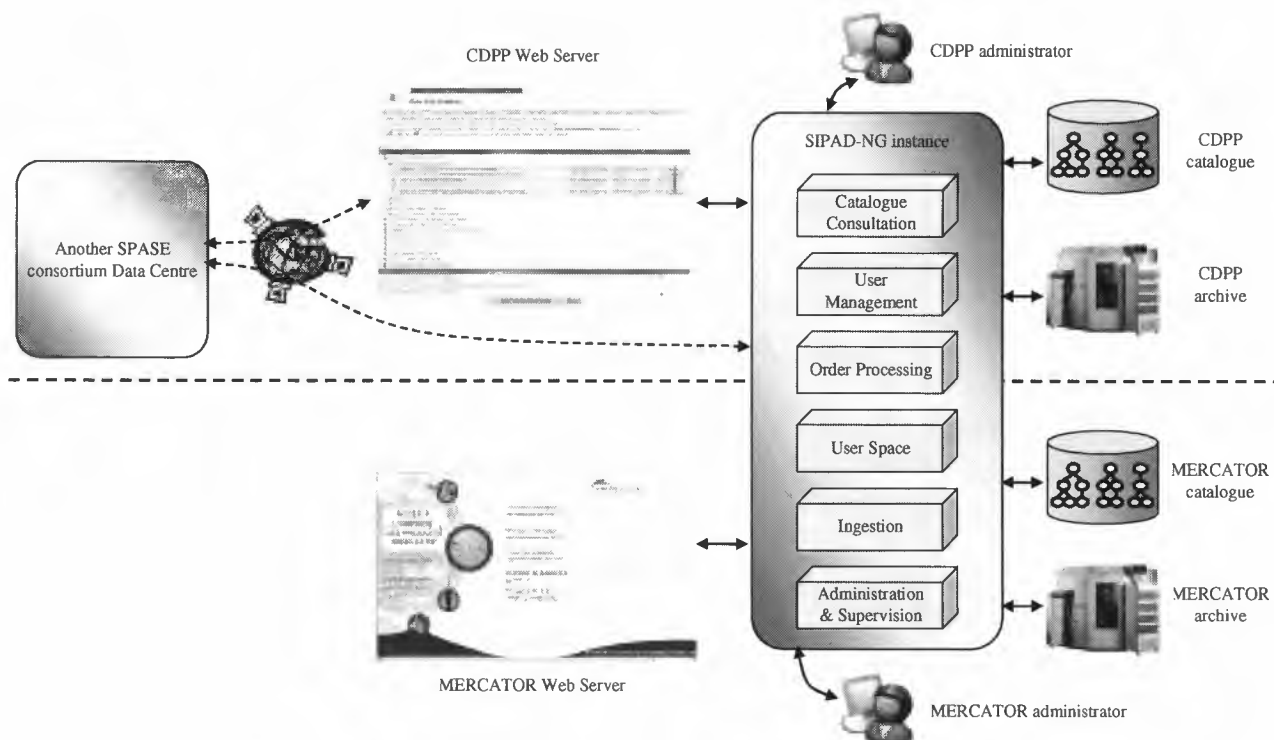 CDPP Web Server
CDPP administrator
SIPAD-NG instance
CDPP
catalogue
Catalogue
Consultation
Another SPASE
consortium Data Centre
User
Management
CDPP
archive
Order Processing
User Space
MERCATOR
catalogue
Ingestion
Administration
& Supervision
MERCATOR
archive
MERCATOR Web Server
MERCATOR administrator